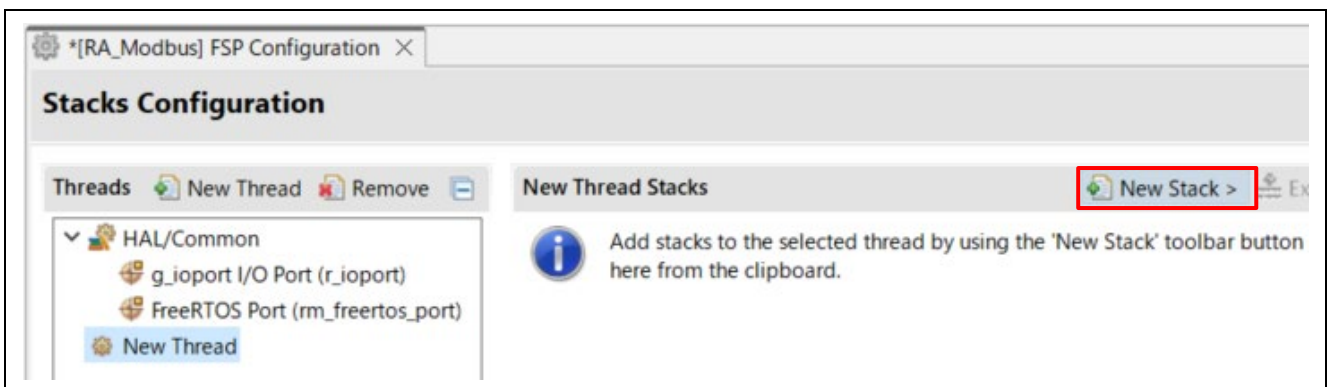 *[RA_Modbus] FSP Configuration
Stacks Configuration
Threads New Thread Remove
HAL/Common
g_ioport I/O Port (r_ioport)
FreeRTOS Port (rm_freertos_port)
New Thread
New Thread Stacks New Stack >
Add stacks to the selected thread by using the 'New Stack' toolbar button
here from the clipboard.